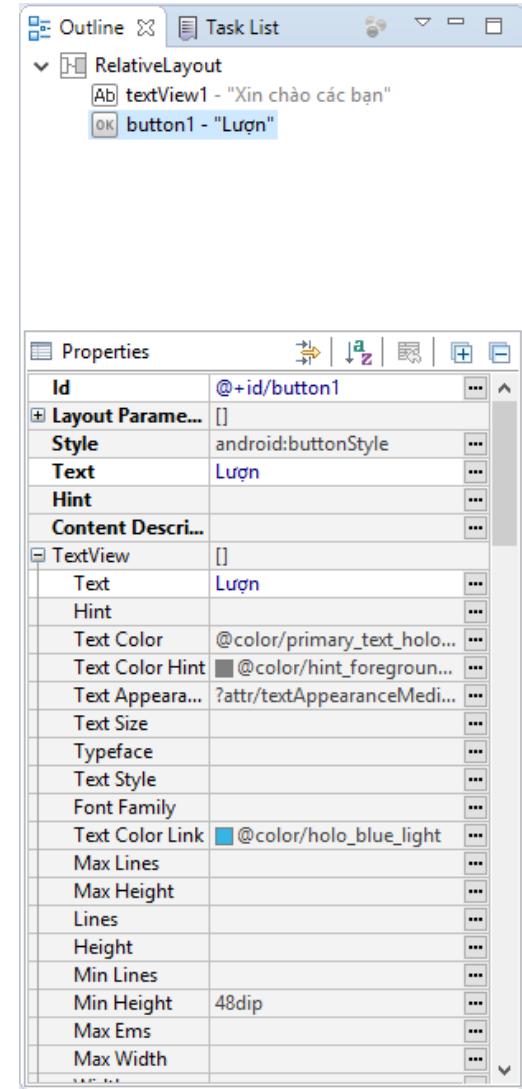 Outline Task List
RelativeLayout
Ab textView1 - "Xin chào các bạn"
OK button1 - "Lượn"
Properties
Id @+id/button1
Layout Parame... []
Style android:buttonStyle
Text Lượn
Hint
Content Descri...
TextView []
Text Lượn
Hint
Text Color @color/primary_text_holo...
Text Color Hint @color/hint_foregroun...
Text Appeara... ?attr/textAppearanceMedi...
Text Size
Typeface
Text Style
Font Family
Text Color Link @color/holo_blue_light
Max Lines
Max Height
Lines
Height
Min Lines
Min Height 48dip
Max Ems
Max Width